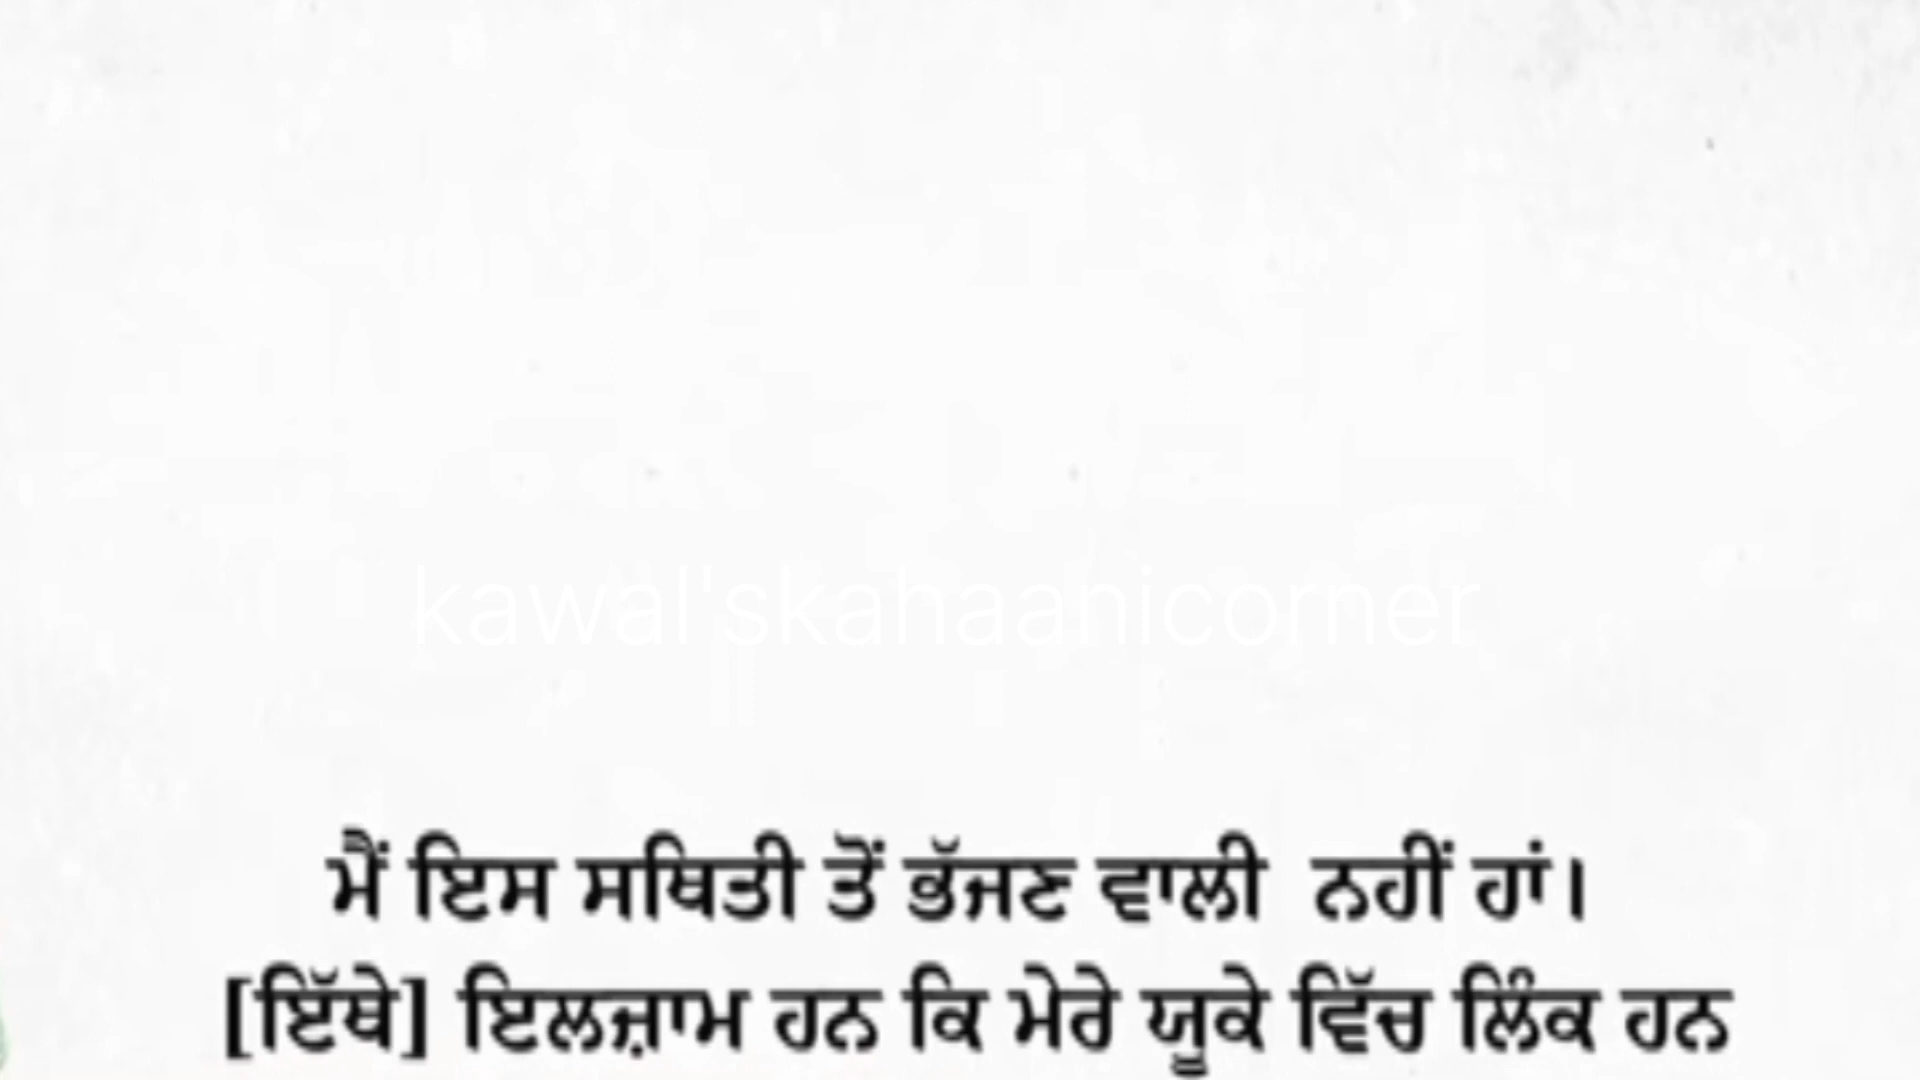 kawal'skahaanicorner
ਮੈਂ ਇਸ ਸਥਿਤੀ ਤੋਂ ਭੱਜਣ ਵਾਲੀ ਨਹੀਂ ਹਾਂ।
[ਇੱਥੇ] ਇਲਜ਼ਾਮ ਹਨ ਕਿ ਮੇਰੇ ਯੂਕੇ ਵਿੱਚ ਲਿੰਕ ਹਨ